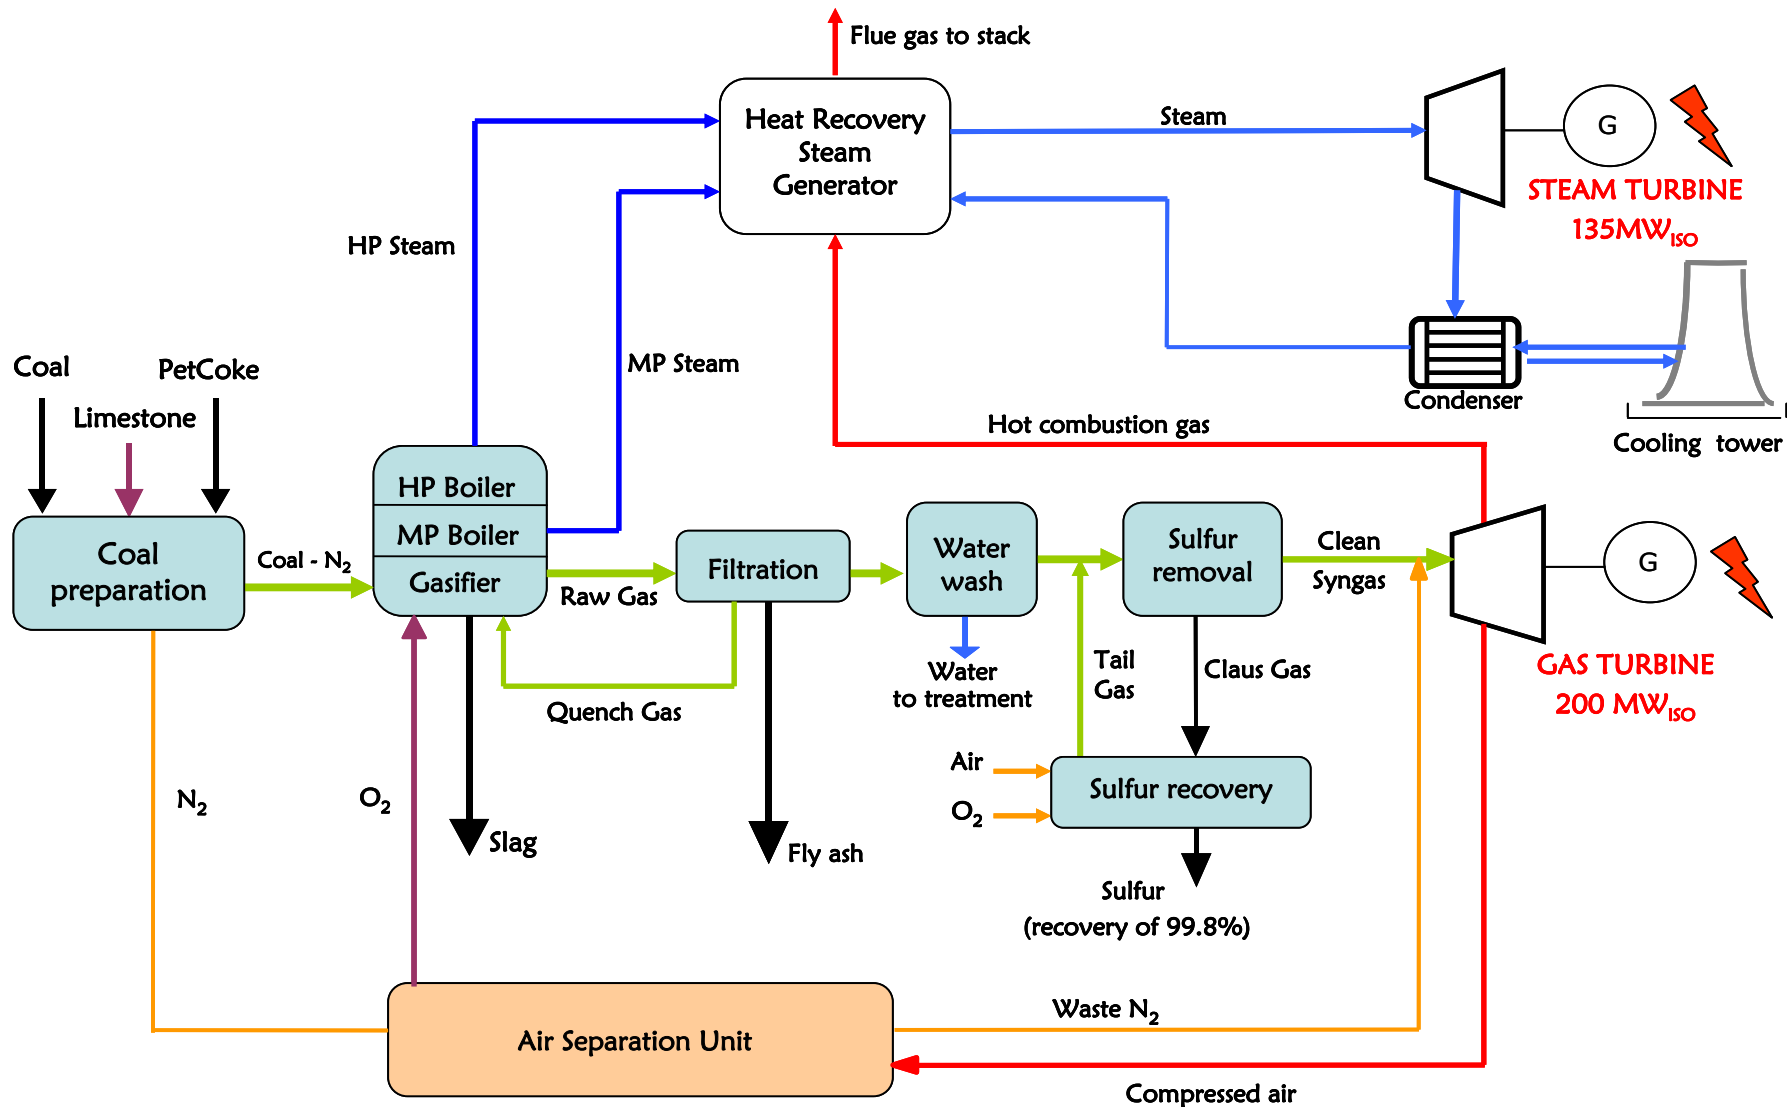 Flue gas to stack
Heat Recovery
Steam
Generator
Steam
G
STEAM TURBINE
135MW_ISO
HP Steam
MP Steam
Coal
PetCoke
Limestone
Condenser
Cooling tower
Hot combustion gas
HP Boiler
MP Boiler
Gasifier
Coal
preparation
Coal - N₂
Raw Gas
Filtration
Water
wash
Sulfur
removal
Clean
Syngas
G
Quench Gas
Water
to treatment
Tail
Gas
Claus Gas
GAS TURBINE
200 MW_ISO
Air
O₂
Sulfur recovery
N₂
O₂
Slag
Fly ash
Sulfur
(recovery of 99.8%)
Waste N₂
Air Separation Unit
Compressed air